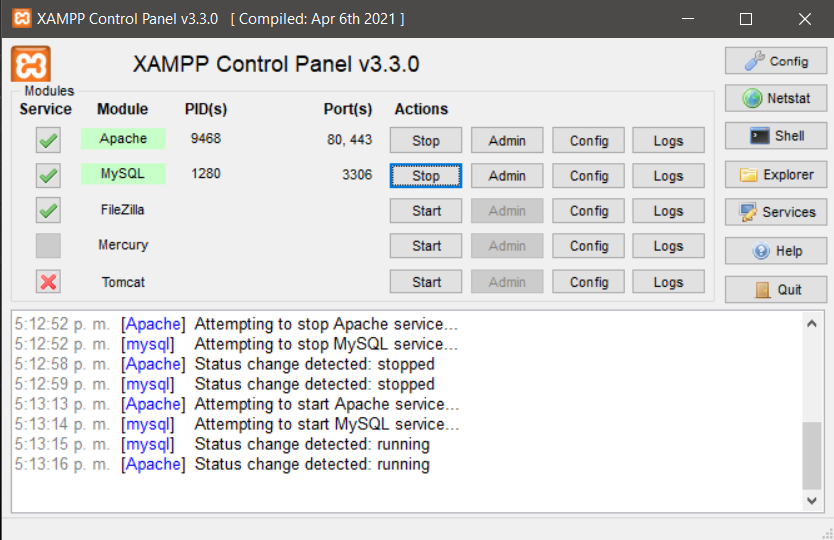 XAMPP Control Panel v3.3.0 [ Compiled: Apr 6th 2021 ]
XAMPP Control Panel v3.3.0
Config
Modules
Service Module PID(s) Port(s) Actions
Netstat
Apache 9468 80, 443 Stop Admin Config Logs
Shell
MySQL 1280 3306 Stop Admin Config Logs
Explorer
FileZilla Start Admin Config Logs
Services
Mercury Start Admin Config Logs
Help
Tomcat Start Admin Config Logs
Quit
5:12:52 p. m. [Apache] Attempting to stop Apache service...
5:12:52 p. m. [mysql] Attempting to stop MySQL service...
5:12:58 p. m. [Apache] Status change detected: stopped
5:12:59 p. m. [mysql] Status change detected: stopped
5:13:13 p. m. [Apache] Attempting to start Apache service...
5:13:14 p. m. [mysql] Attempting to start MySQL service...
5:13:15 p. m. [mysql] Status change detected: running
5:13:16 p. m. [Apache] Status change detected: running